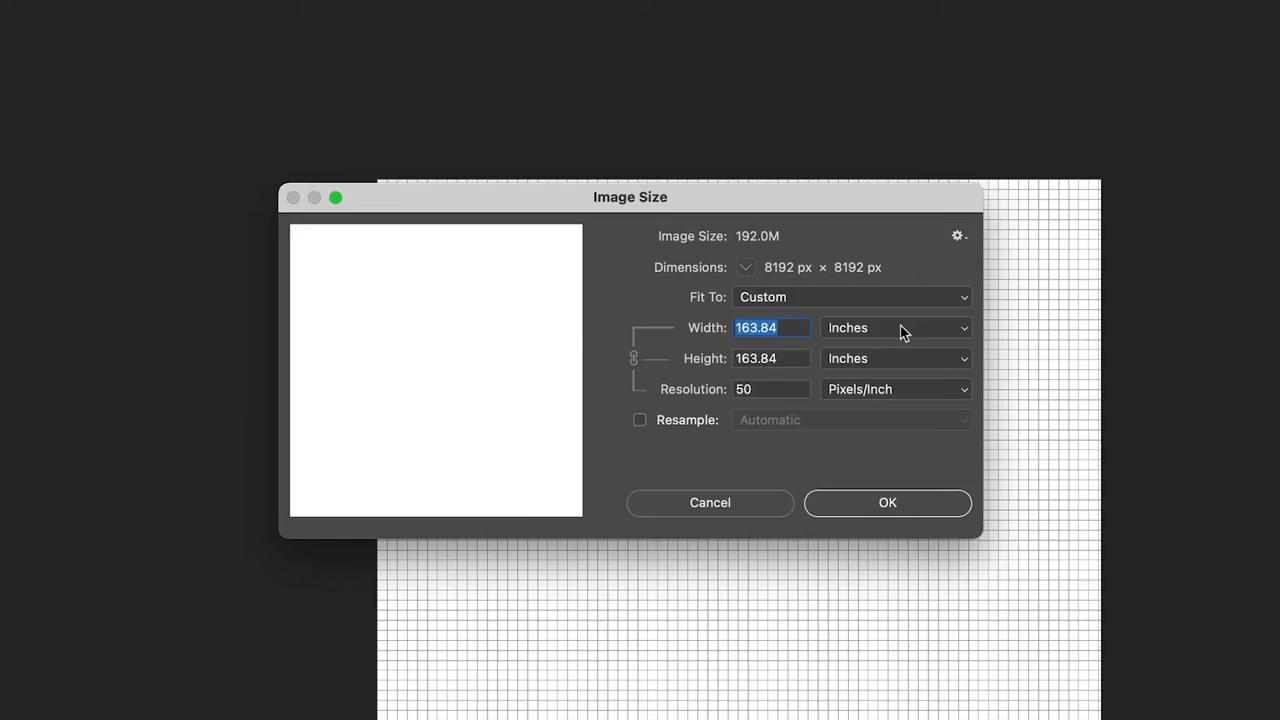 Image Size
Image Size: 192.0M
Dimensions: 8192 px × 8192 px
Fit To: Custom
Width: 163.84 Inches
Height: 163.84 Inches
Resolution: 50 Pixels/Inch
Resample: Automatic
Cancel OK